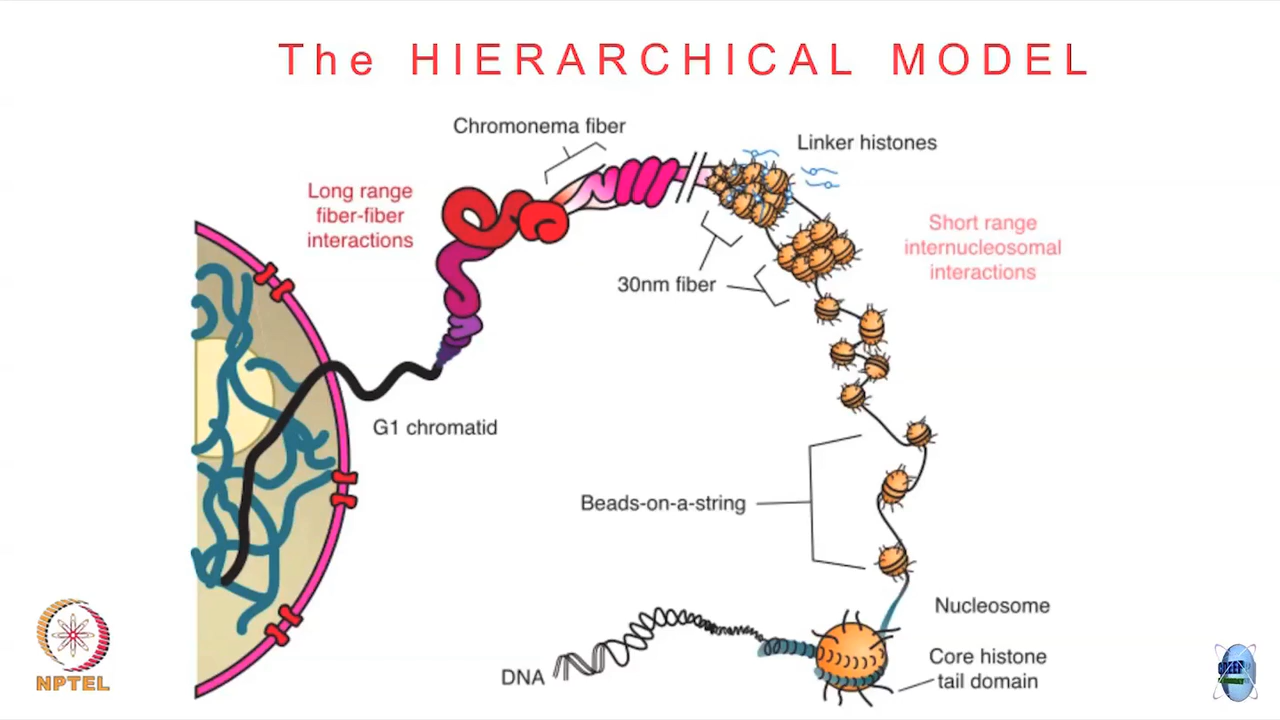 The HIERARCHICAL MODEL
Chromonema fiber
Linker histones
Long range
fiber-fiber
interactions
Short range
internucleosomal
interactions
30nm fiber
G1 chromatid
Beads-on-a-string
Nucleosome
DNA
Core histone
tail domain
NPTEL